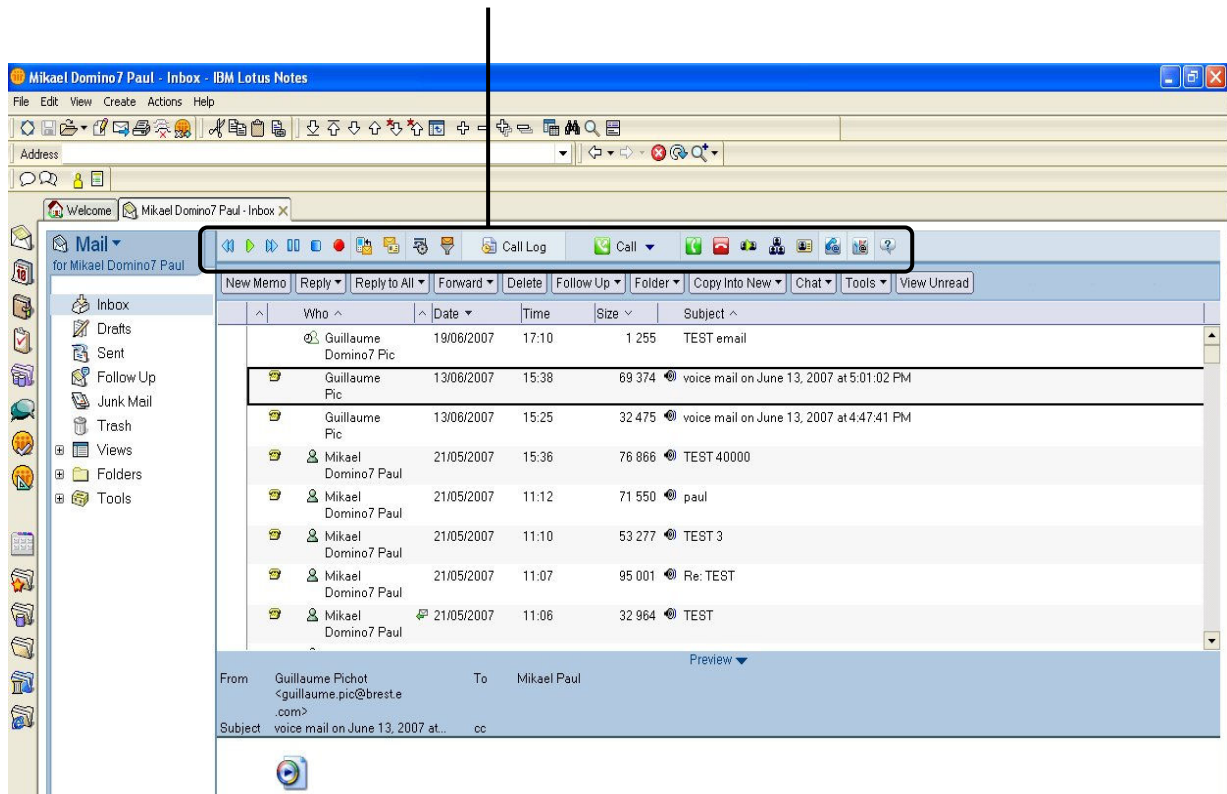 Mikael Domino7 Paul - Inbox - IBM Lotus Notes
File Edit View Create Actions Help
Address
Welcome Mikael Domino7 Paul - Inbox
Mail
for Mikael Domino7 Paul
Call Log Call
New Memo Reply Reply to All Forward Delete Follow Up Folder Copy Into New Chat Tools View Unread
Inbox
Drafts
Sent
Follow Up
Junk Mail
Trash
Views
Folders
Tools
Who Date Time Size Subject
Guillaume 19/06/2007 17:10 1 255 TEST email
Domino7 Pic
Guillaume 13/06/2007 15:38 69 374 voice mail on June 13, 2007 at 5:01:02 PM
Pic
Guillaume 13/06/2007 15:25 32 475 voice mail on June 13, 2007 at 4:47:41 PM
Pic
Mikael 21/05/2007 15:36 76 866 TEST 40000
Domino7 Paul
Mikael 21/05/2007 11:12 71 550 paul
Domino7 Paul
Mikael 21/05/2007 11:10 53 277 TEST 3
Domino7 Paul
Mikael 21/05/2007 11:07 95 001 Re: TEST
Domino7 Paul
Mikael 21/05/2007 11:06 32 964 TEST
Domino7 Paul
Preview
From Guillaume Pichot To Mikael Paul
<guillaume.pic@brest.e
.com>
Subject voice mail on June 13, 2007 at... cc